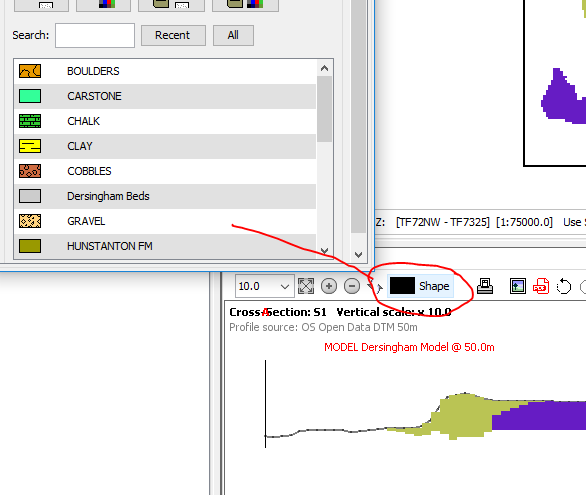 Search:
Recent
All
BOULDERS
CARSTONE
CHALK
CLAY
COBBLES
Dersingham Beds
GRAVEL
HUNSTANTON FM
Z: [TF72NW - TF7325] [1:75000.0] Use S
10.0
Shape
Cross-Section: S1 Vertical scale: x 10.0
Profile source: OS Open Data DTM 50m
MODEL Dersingham Model @ 50.0m